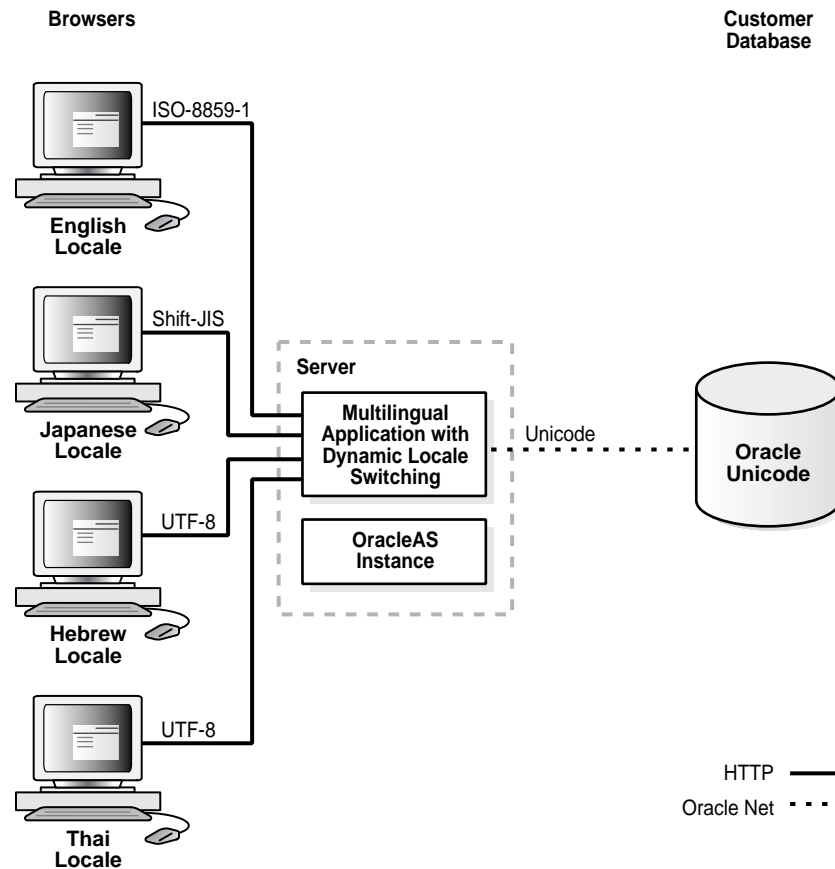 Browsers
Customer
Database
ISO-8859-1
English
Locale
Shift-JIS
Japanese
Locale
Server
Multilingual
Application with
Dynamic Locale
Switching
Unicode
Oracle
Unicode
UTF-8
OracleAS
Instance
Hebrew
Locale
UTF-8
Thai
Locale
HTTP
Oracle Net